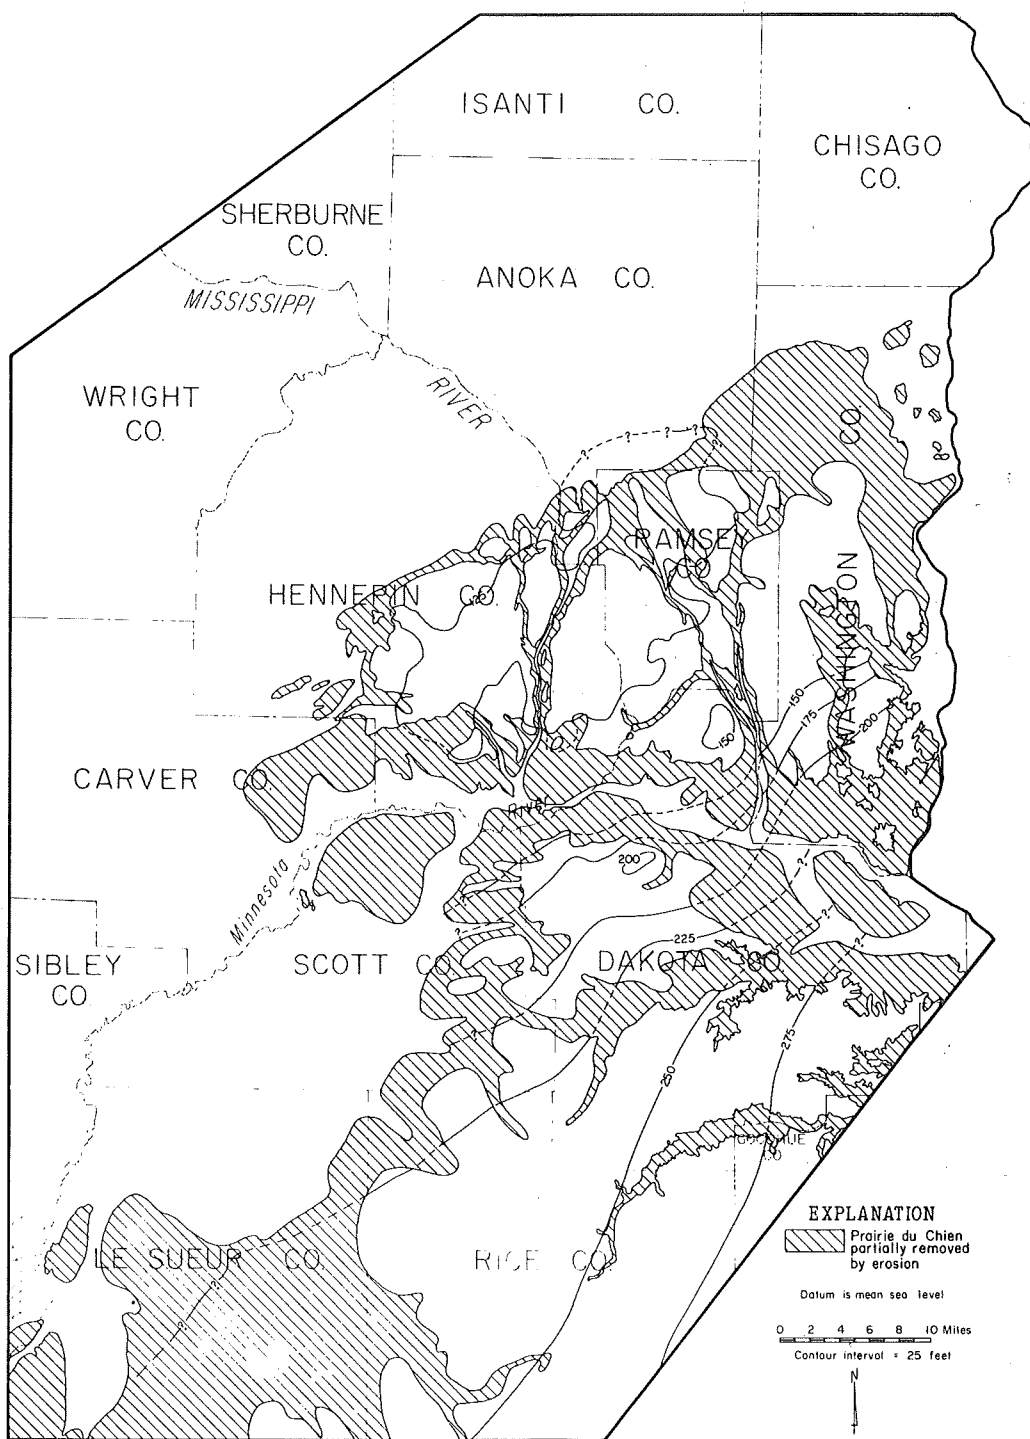 ISANTI CO.
CHISAGO
CO.
SHERBURNE
CO.
ANOKA CO.
MISSISSIPPI
RIVER
WRIGHT
CO.
WASHINGTON CO.
RAMSEY
CO
HENNEPIN CO.
125
150
150
175
200
CARVER CO.
River
Minnesota
200
225
SIBLEY
CO.
SCOTT CO.
DAKOTA CO.
250
275
GOODHUE
CO
LE SUEUR CO.
RICE CO.
? ? ? ?
EXPLANATION
Prairie du Chien
partially removed
by erosion
Datum is mean sea level
0 2 4 6 8 10 Miles
Contour interval = 25 feet
N